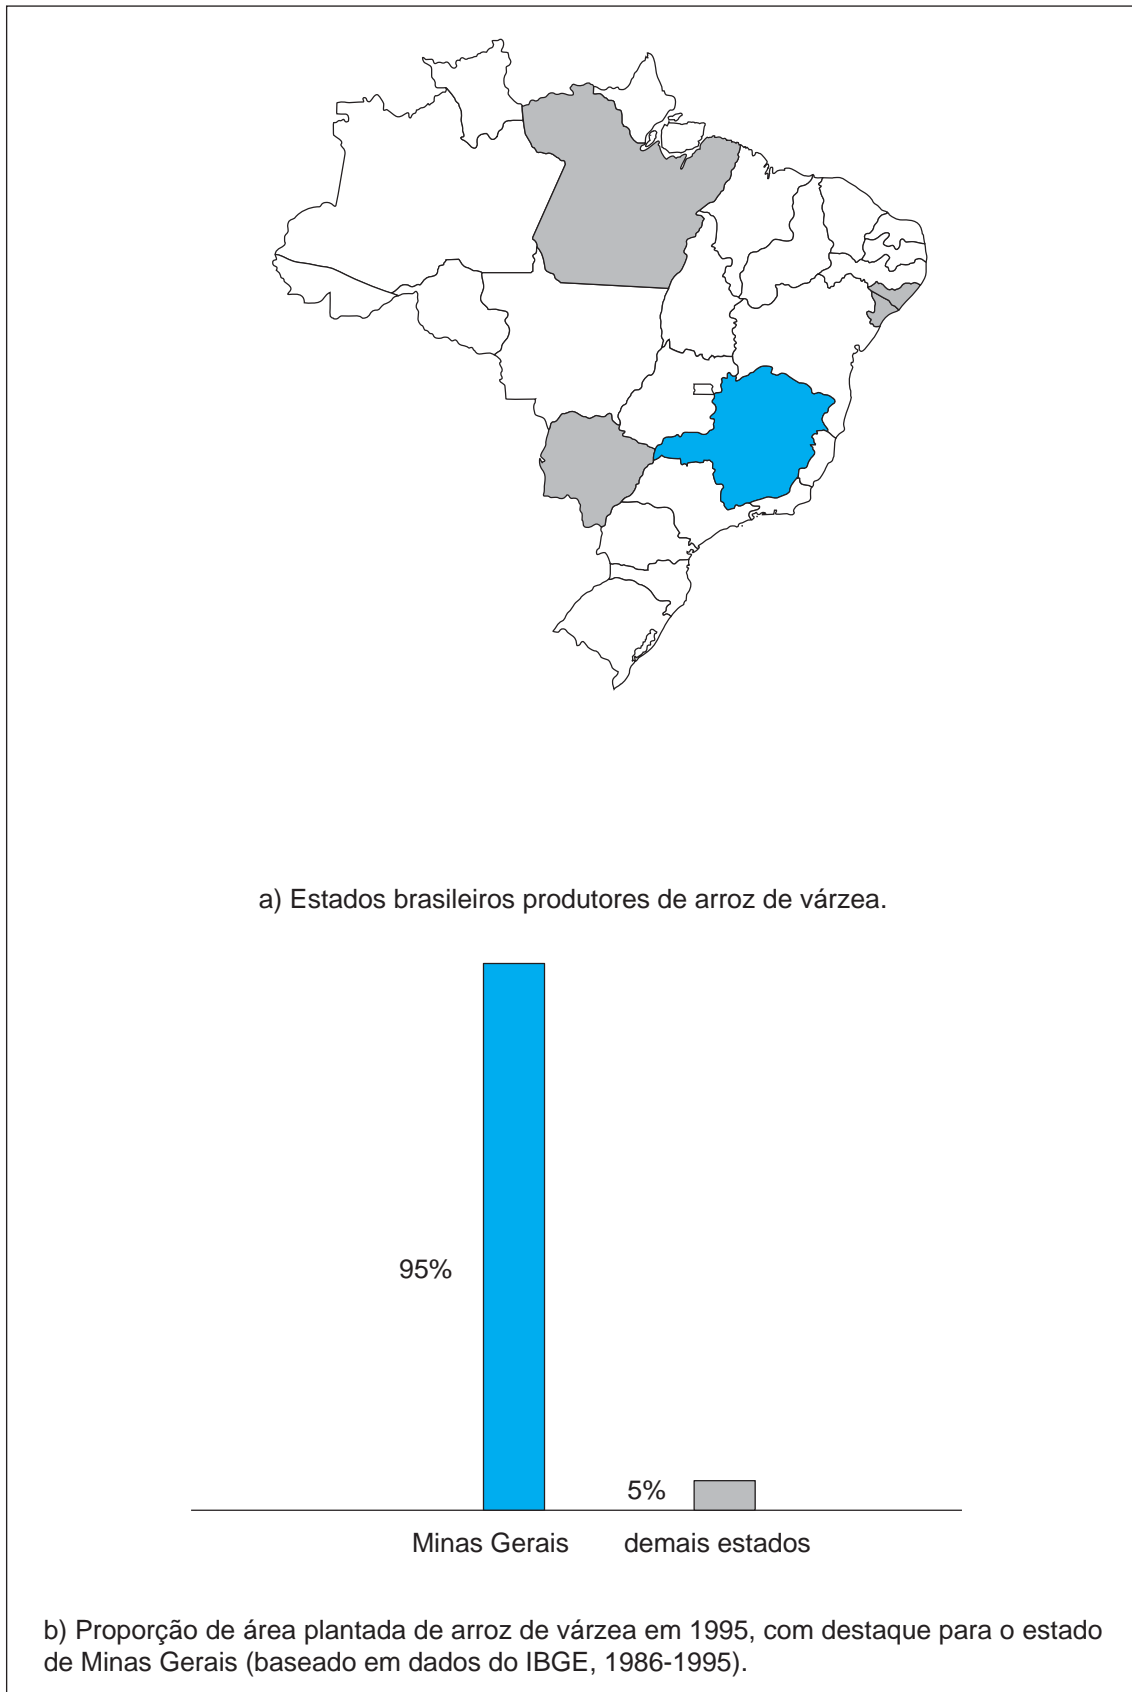 a) Estados brasileiros produtores de arroz de várzea.
95%
5%
Minas Gerais
demais estados
b) Proporção de área plantada de arroz de várzea em 1995, com destaque para o estado
de Minas Gerais (baseado em dados do IBGE, 1986-1995).